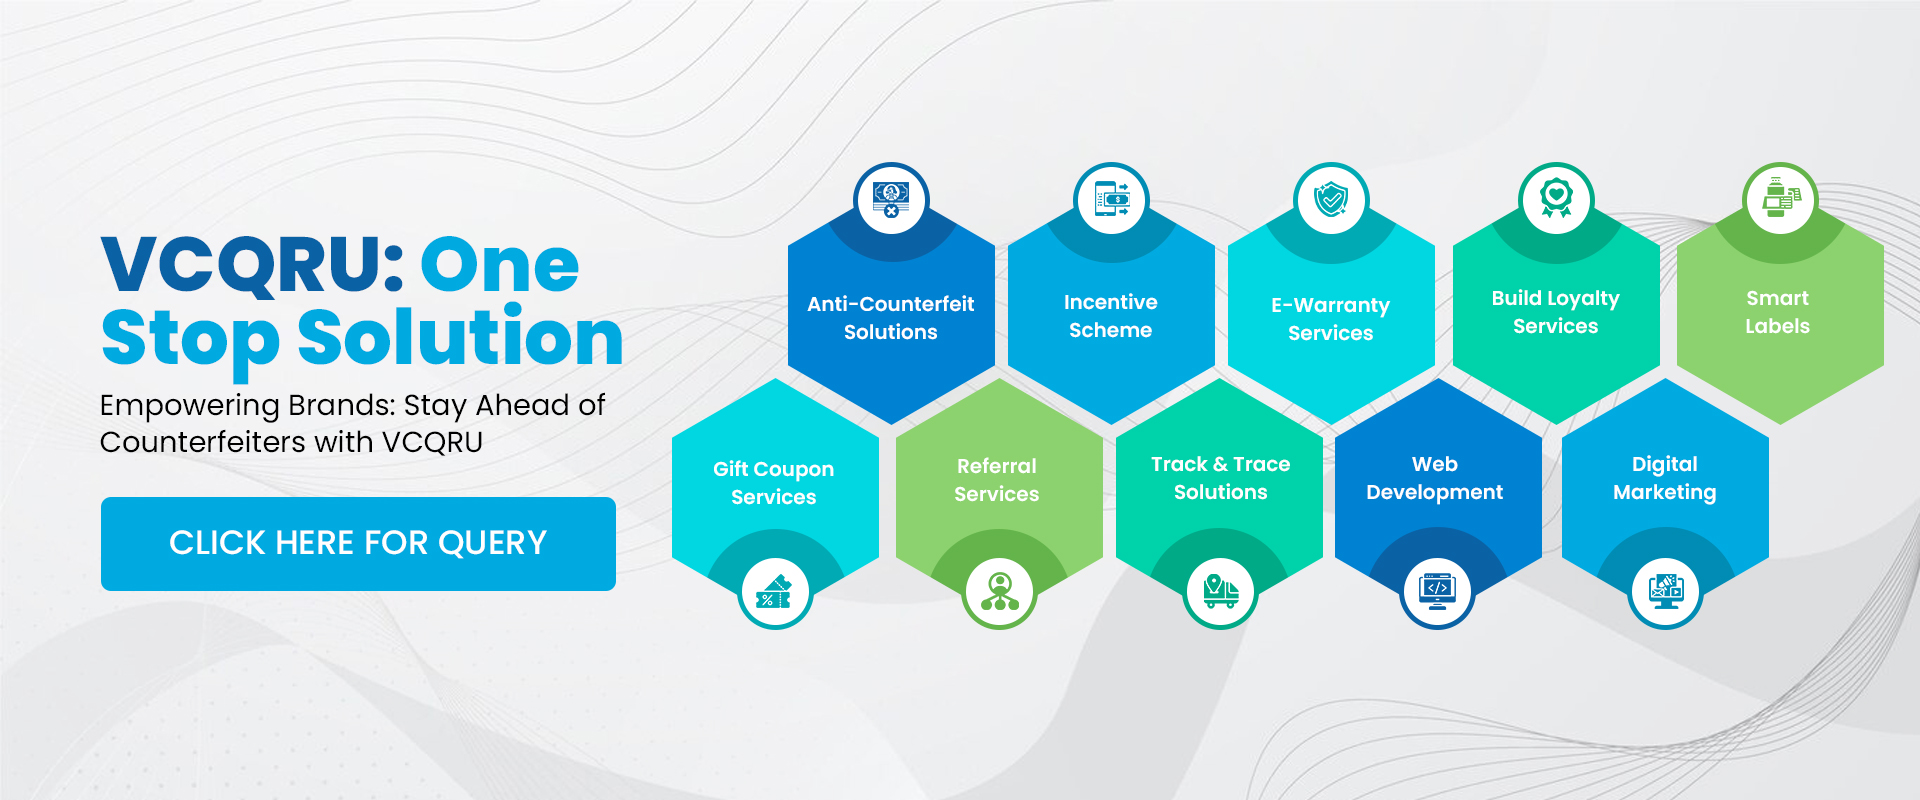 VCQRU: One
Stop Solution
Empowering Brands: Stay Ahead of
Counterfeiters with VCQRU
CLICK HERE FOR QUERY
Anti-Counterfeit
Solutions
Incentive
Scheme
E-Warranty
Services
Build Loyalty
Services
Smart
Labels
Gift Coupon
Services
Referral
Services
Track & Trace
Solutions
Web
Development
Digital
Marketing